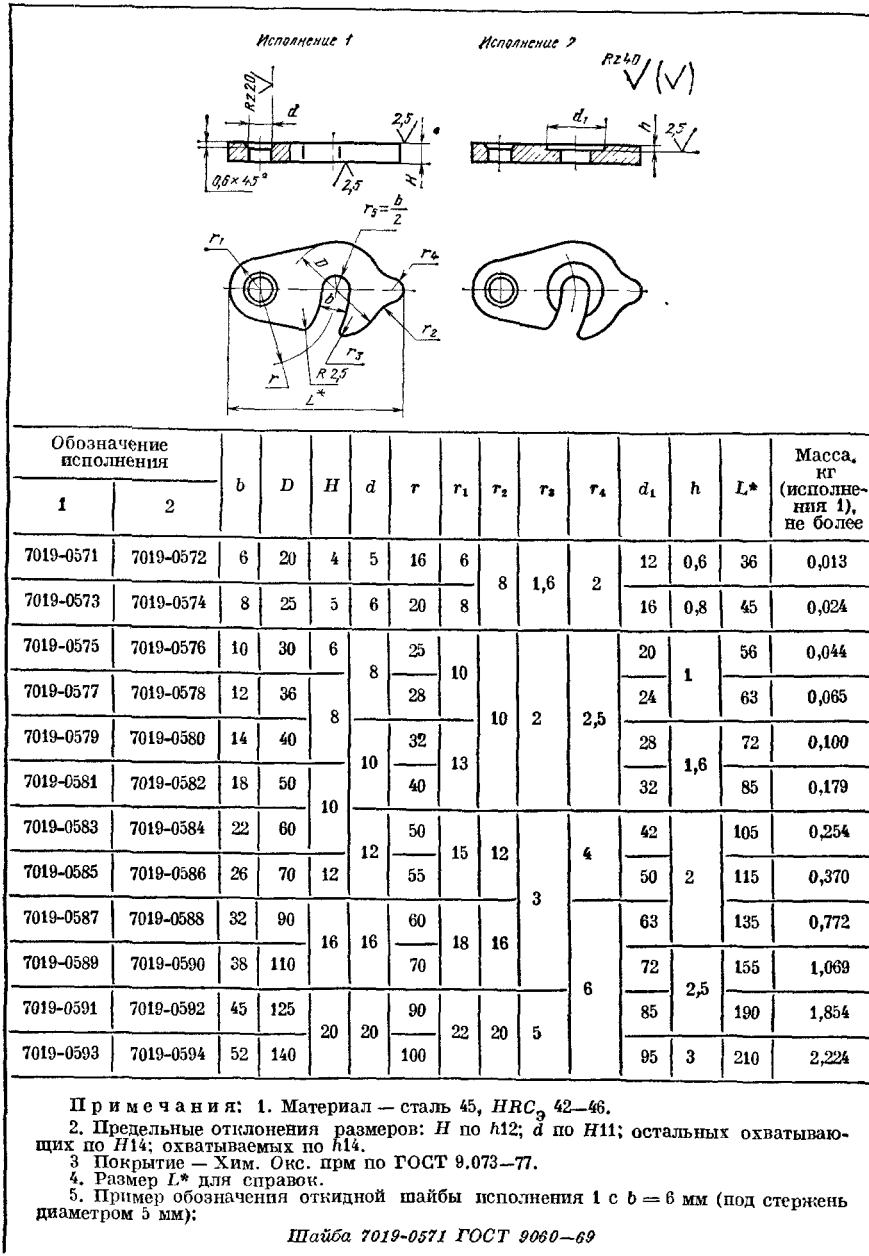 Исполнение 1
Исполнение 2
Rz40 (√)
Rz20
d
2,5
H
0,6×45°
2,5
d₁
h
2,5
r₅=b/2
r₁
D
r₄
b
r₂
r₃
r
R 2,5
L*
Обозначение исполнения | b | D | H | d | r | r₁ | r₂ | r₃ | r₄ | d₁ | h | L* | Масса, кг (исполнения 1), не более
1 | 2
7019-0571 | 7019-0572 | 6 | 20 | 4 | 5 | 16 | 6 | 8 | 1,6 | 2 | 12 | 0,6 | 36 | 0,013
7019-0573 | 7019-0574 | 8 | 25 | 5 | 6 | 20 | 8 | 16 | 0,8 | 45 | 0,024
7019-0575 | 7019-0576 | 10 | 30 | 6 | 8 | 25 | 10 | 10 | 2 | 2,5 | 20 | 1 | 56 | 0,044
7019-0577 | 7019-0578 | 12 | 36 | 8 | 28 | 24 | 63 | 0,065
7019-0579 | 7019-0580 | 14 | 40 | 10 | 32 | 13 | 28 | 1,6 | 72 | 0,100
7019-0581 | 7019-0582 | 18 | 50 | 10 | 40 | 32 | 85 | 0,179
7019-0583 | 7019-0584 | 22 | 60 | 12 | 50 | 15 | 12 | 3 | 4 | 42 | 2 | 105 | 0,254
7019-0585 | 7019-0586 | 26 | 70 | 12 | 55 | 50 | 115 | 0,370
7019-0587 | 7019-0588 | 32 | 90 | 16 | 16 | 60 | 18 | 16 | 6 | 63 | 135 | 0,772
7019-0589 | 7019-0590 | 38 | 110 | 70 | 72 | 2,5 | 155 | 1,069
7019-0591 | 7019-0592 | 45 | 125 | 20 | 20 | 90 | 22 | 20 | 5 | 85 | 190 | 1,854
7019-0593 | 7019-0594 | 52 | 140 | 100 | 95 | 3 | 210 | 2,224
Примечания: 1. Материал — сталь 45, HRCэ 42—46.
2. Предельные отклонения размеров: H по h12; d по H11; остальных охватываю-
щих по H14; охватываемых по h14.
3 Покрытие — Хим. Окс. прм по ГОСТ 9.073—77.
4. Размер L* для справок.
5. Пример обозначения откидной шайбы исполнения 1 с b = 6 мм (под стержень
диаметром 5 мм):
Шайба 7019-0571 ГОСТ 9060—69